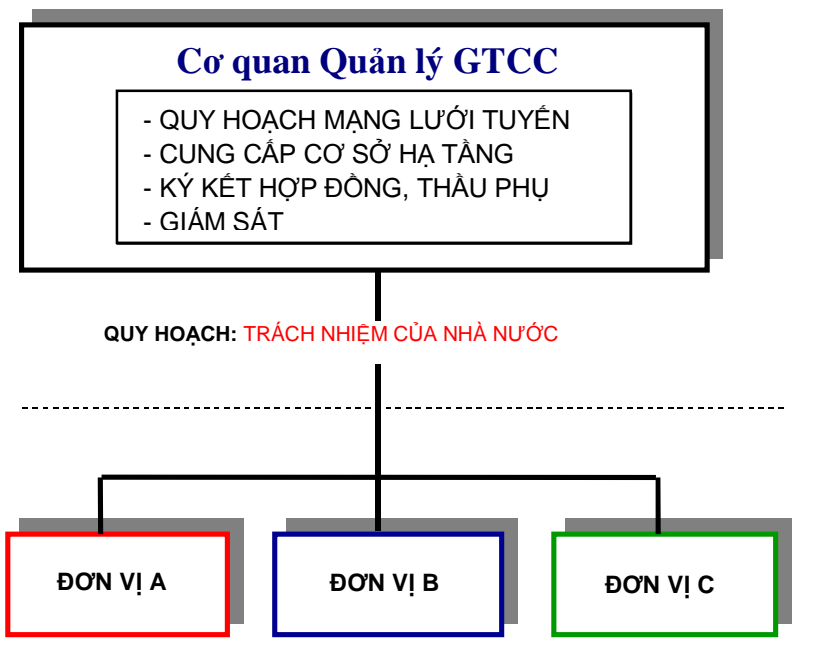 Cơ quan Quản lý GTCC
- QUY HOẠCH MẠNG LƯỚI TUYẾN
- CUNG CẤP CƠ SỞ HẠ TẦNG
- KÝ KẾT HỢP ĐỒNG, THẦU PHỤ
- GIÁM SÁT
QUY HOẠCH: TRÁCH NHIỆM CỦA NHÀ NƯỚC
ĐƠN VỊ A
ĐƠN VỊ B
ĐƠN VỊ C